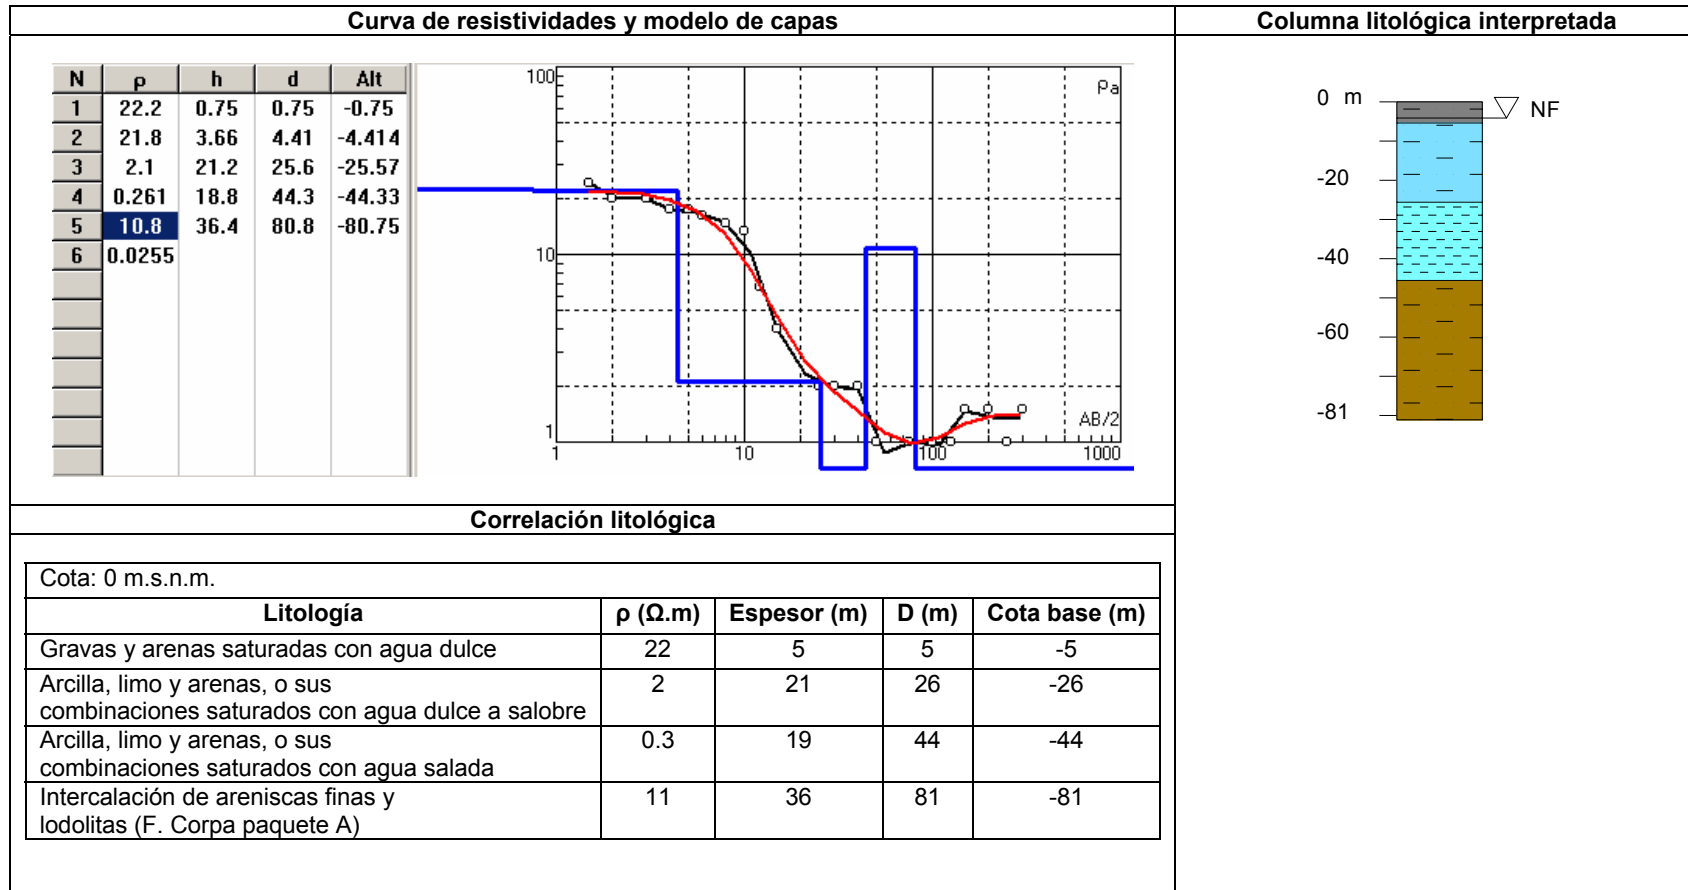 Curva de resistividades y modelo de capas
Columna litológica interpretada
N ρ h d Alt
1 22.2 0.75 0.75 -0.75
2 21.8 3.66 4.41 -4.414
3 2.1 21.2 25.6 -25.57
4 0.261 18.8 44.3 -44.33
5 10.8 36.4 80.8 -80.75
6 0.0255
100
10
1
ρa
AB/2
1 10 100 1000
0 m
NF
-20
-40
-60
-81
Correlación litológica
Cota: 0 m.s.n.m.
Litología ρ (Ω.m) Espesor (m) D (m) Cota base (m)
Gravas y arenas saturadas con agua dulce 22 5 5 -5
Arcilla, limo y arenas, o sus 2 21 26 -26
combinaciones saturados con agua dulce a salobre
Arcilla, limo y arenas, o sus 0.3 19 44 -44
combinaciones saturados con agua salada
Intercalación de areniscas finas y 11 36 81 -81
lodolitas (F. Corpa paquete A)